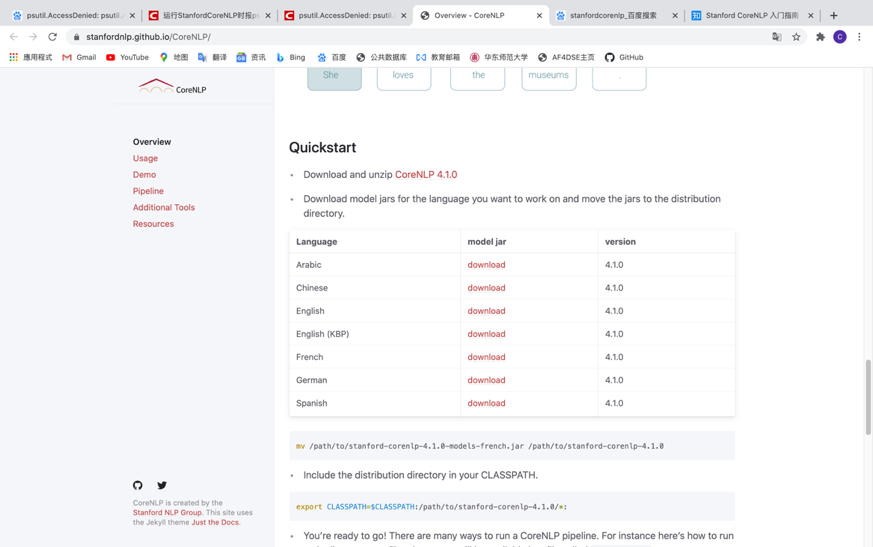 psutil.AccessDenied: psutil.A
运行StanfordCoreNLP时报ps
psutil.AccessDenied: psutil.A
Overview - CoreNLP
stanfordcorenlp_百度搜索
Stanford CoreNLP 入门指南
stanfordnlp.github.io/CoreNLP/
C
應用程式
Gmail
YouTube
地图
翻译
资讯
Bing
百度
公共数据库
教育邮箱
华东师范大学
AF4DSE主页
GitHub
CoreNLP
She loves the museums .
Overview
Usage
Demo
Pipeline
Additional Tools
Resources
Quickstart
Download and unzip CoreNLP 4.1.0
Download model jars for the language you want to work on and move the jars to the distribution
directory.
Language model jar version
Arabic download 4.1.0
Chinese download 4.1.0
English download 4.1.0
English (KBP) download 4.1.0
French download 4.1.0
German download 4.1.0
Spanish download 4.1.0
mv /path/to/stanford-corenlp-4.1.0-models-french.jar /path/to/stanford-corenlp-4.1.0
Include the distribution directory in your CLASSPATH.
export CLASSPATH=$CLASSPATH:/path/to/stanford-corenlp-4.1.0/*:
You're ready to go! There are many ways to run a CoreNLP pipeline. For instance here's how to run
CoreNLP is created by the
Stanford NLP Group. This site uses
the Jekyll theme Just the Docs.